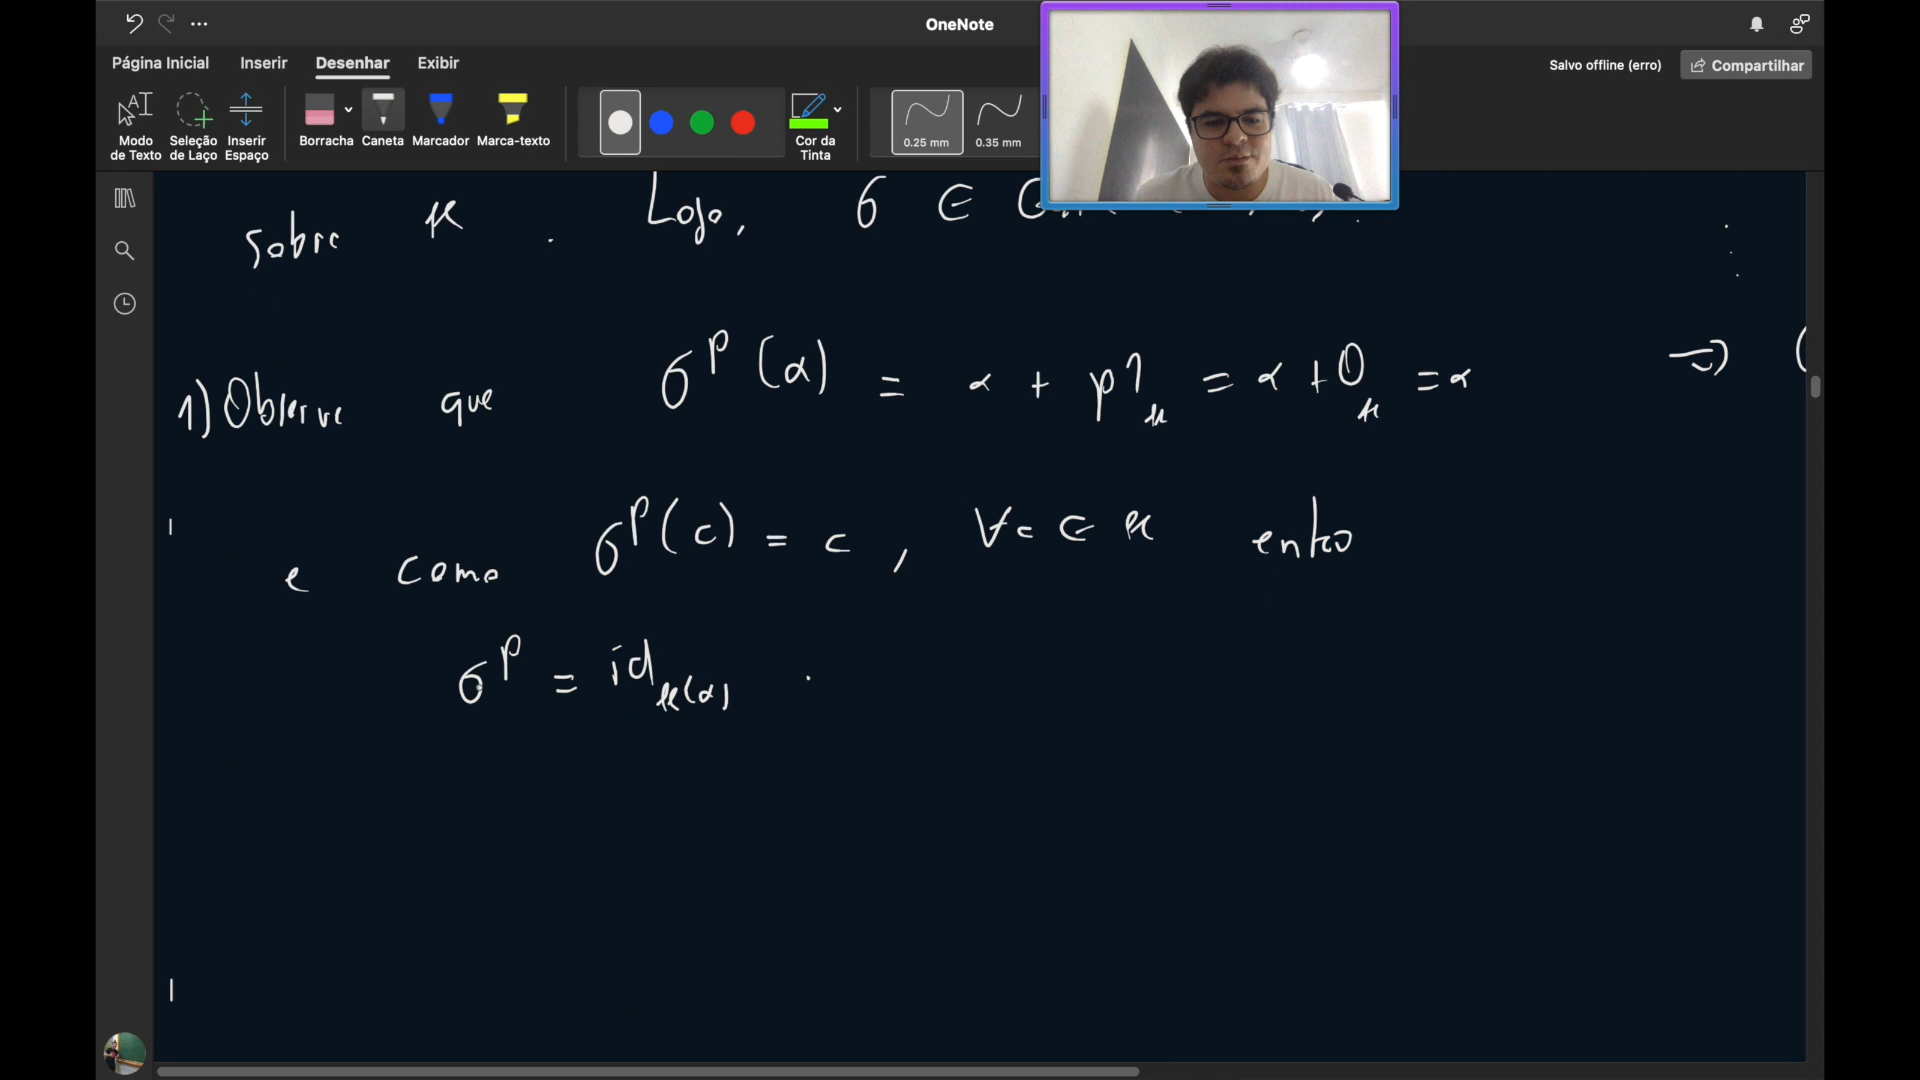 OneNote
Página Inicial Inserir Desenhar Exibir
Salvo offline (erro) Compartilhar
Modo de Texto
Seleção de Laço
Inserir Espaço
Borracha
Caneta
Marcador
Marca-texto
Cor da Tinta
0.25 mm
0.35 mm
sobre K . Logo, σ ∈
1) Observe que σ^p (α) = α + p1_K = α + 0_K = α ⇒ (
e como σ^p (c) = c , ∀c ∈ K então
σ^p = id_K(α) .